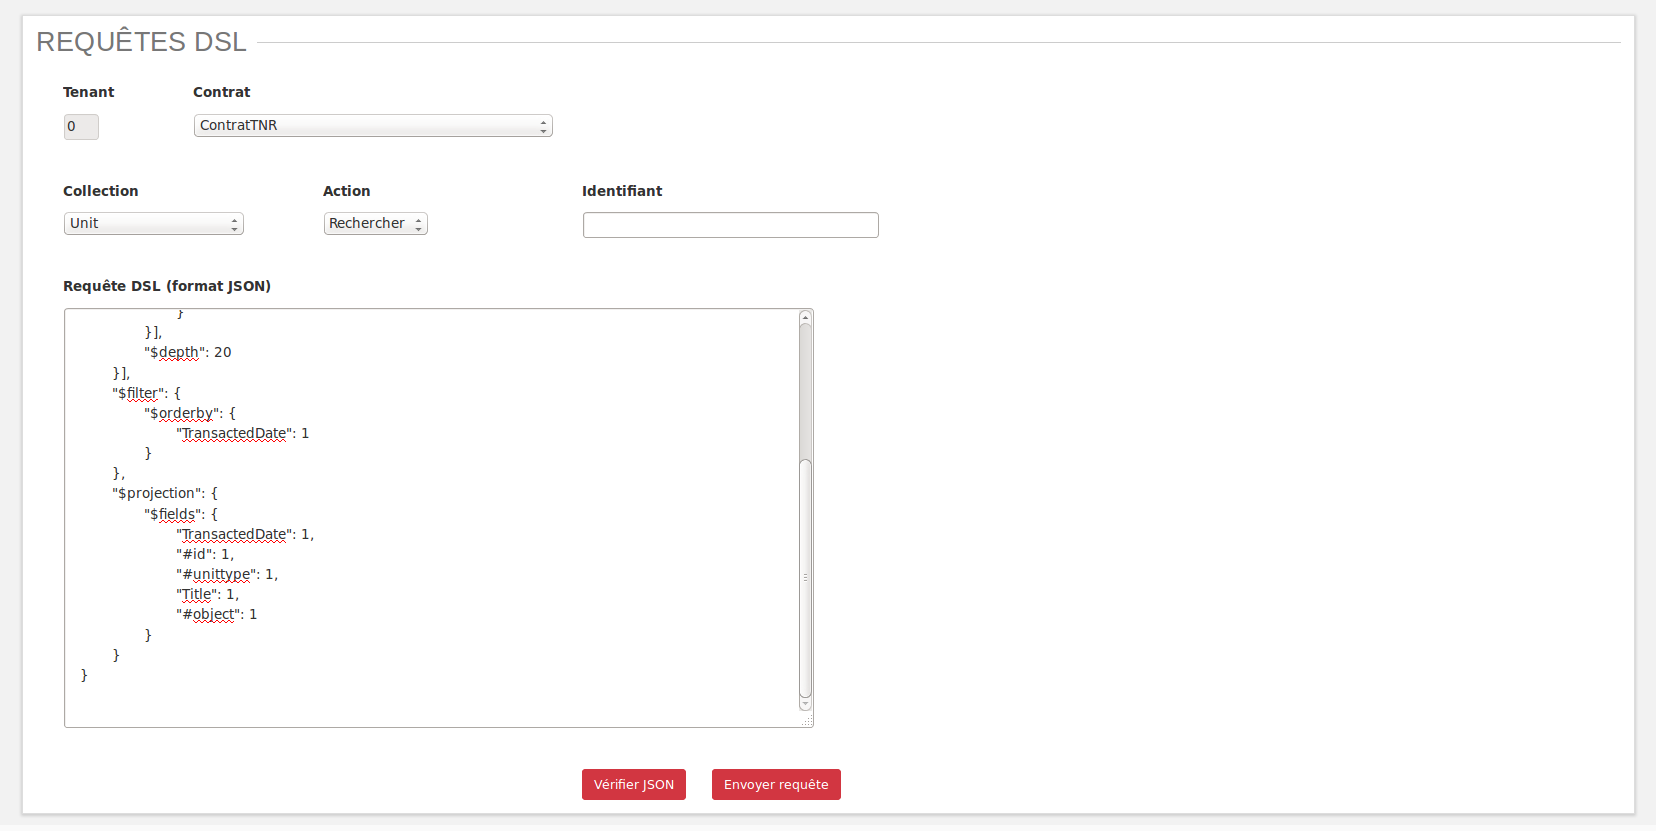 REQUÊTES DSL
Tenant Contrat
0 ContratTNR
Collection Action Identifiant
Unit Rechercher
Requête DSL (format JSON)
}
}],
"$depth": 20
}],
"$filter": {
"$orderby": {
"TransactedDate": 1
}
},
"$projection": {
"$fields": {
"TransactedDate": 1,
"#id": 1,
"#unittype": 1,
"Title": 1,
"#object": 1
}
}
}
Vérifier JSON Envoyer requête